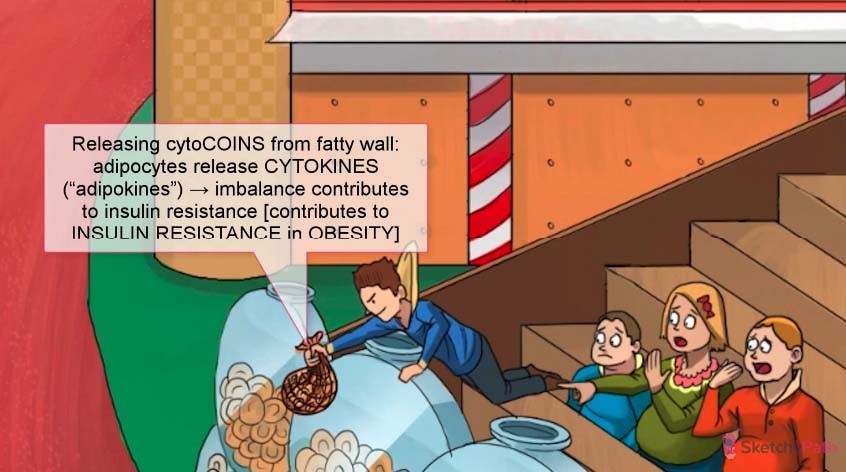 Releasing cytoCOINS from fatty wall:
adipocytes release CYTOKINES
(“adipokines”) → imbalance contributes
to insulin resistance [contributes to
INSULIN RESISTANCE in OBESITY]
SketchyPath